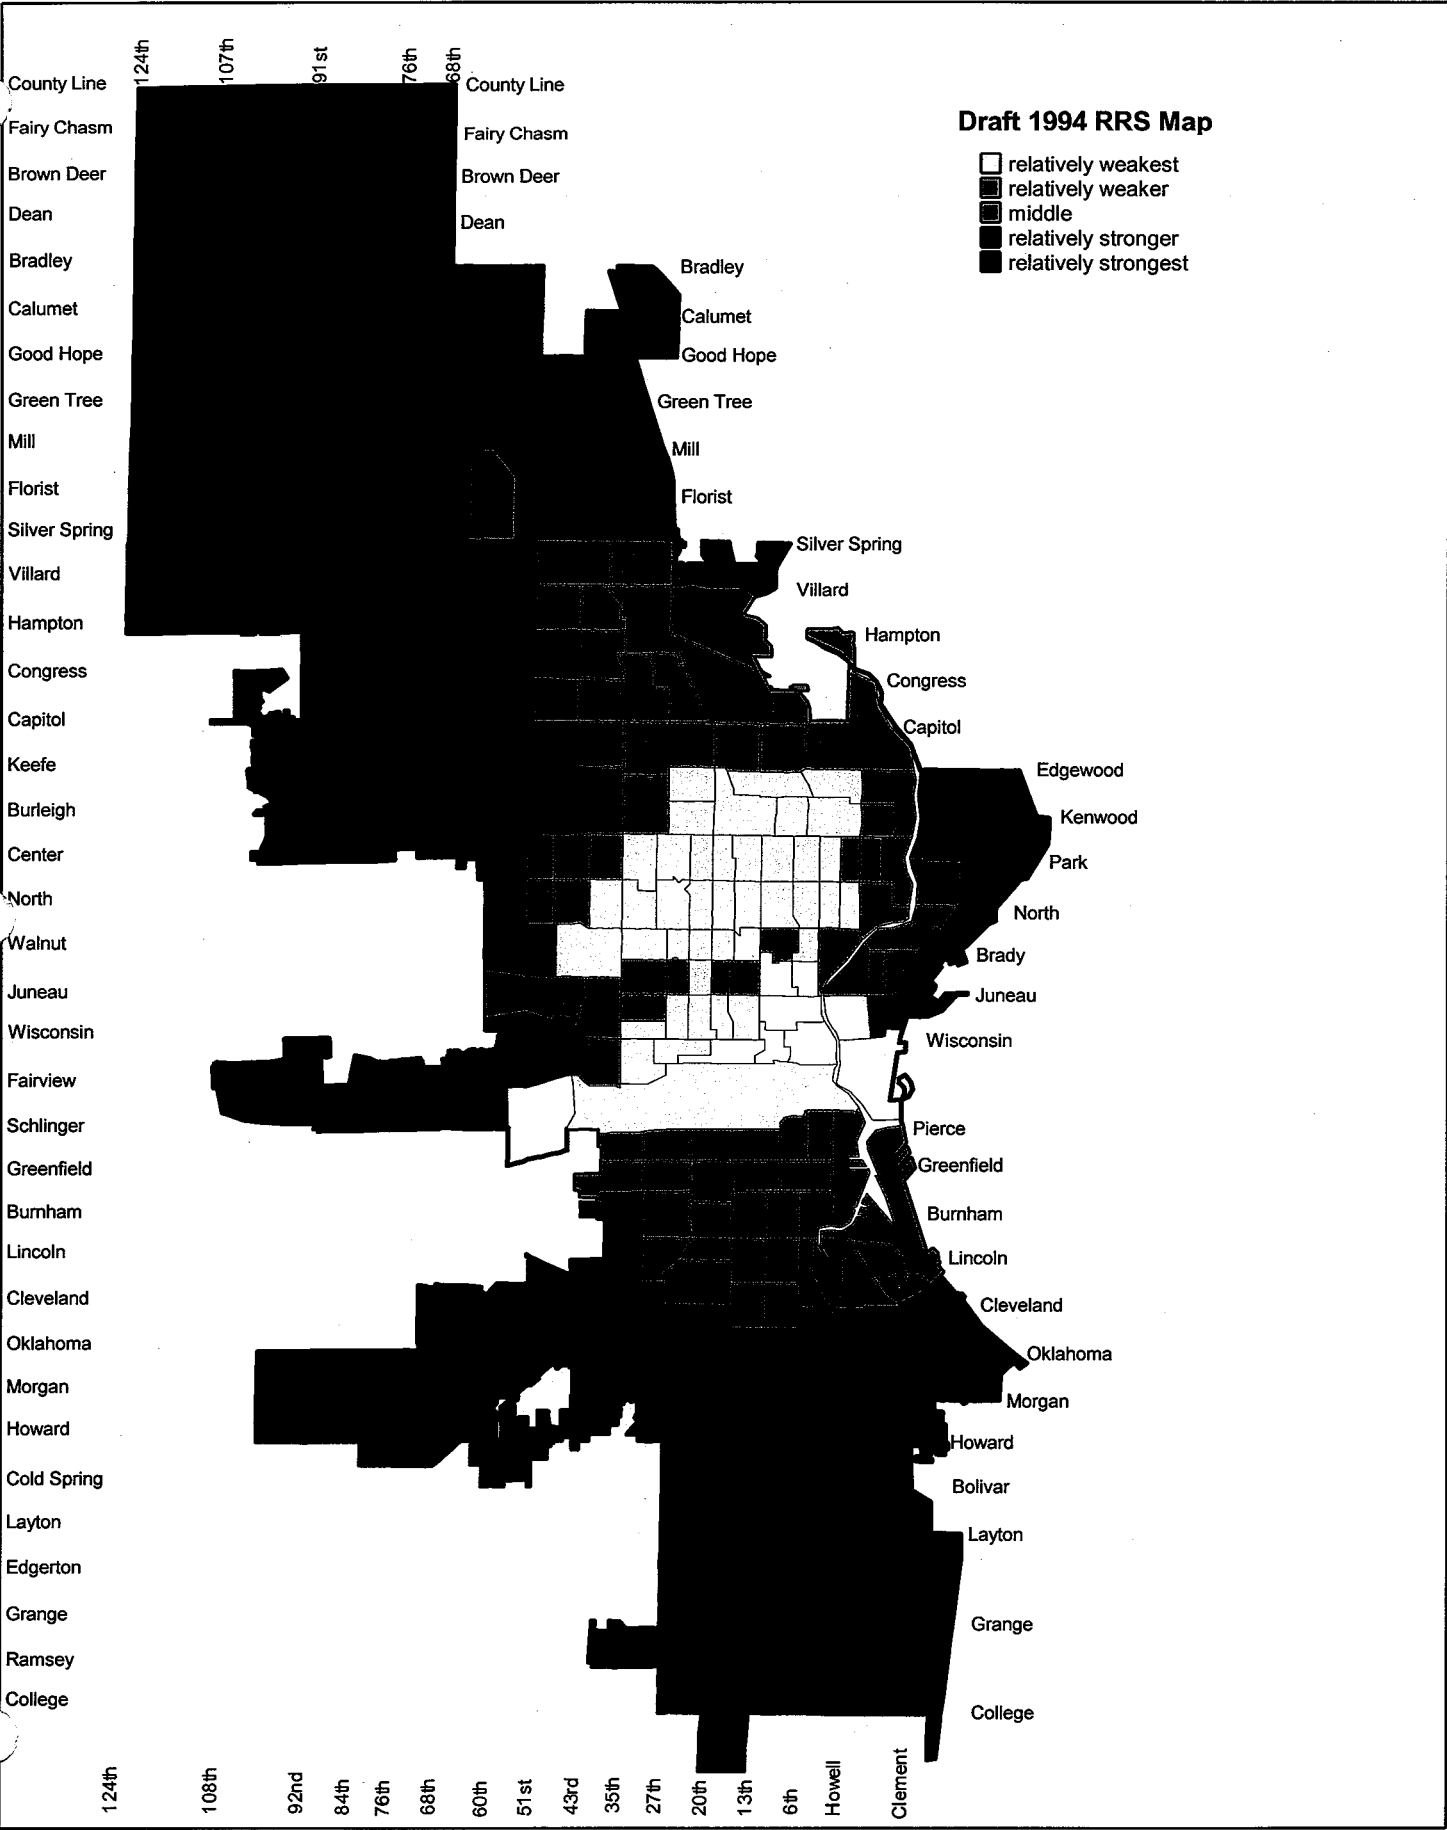 124th
107th
91st
76th
68th
County Line
County Line
Draft 1994 RRS Map
Fairy Chasm
Fairy Chasm
relatively weakest
Brown Deer
Brown Deer
relatively weaker
Dean
Dean
middle
relatively stronger
Bradley
Bradley
relatively strongest
Calumet
Calumet
Good Hope
Good Hope
Green Tree
Green Tree
Mill
Mill
Florist
Florist
Silver Spring
Silver Spring
Villard
Villard
Hampton
Hampton
Congress
Congress
Capitol
Capitol
Keefe
Edgewood
Burleigh
Kenwood
Center
Park
North
North
Walnut
Brady
Juneau
Juneau
Wisconsin
Wisconsin
Fairview
Schlinger
Pierce
Greenfield
Greenfield
Burnham
Burnham
Lincoln
Lincoln
Cleveland
Cleveland
Oklahoma
Oklahoma
Morgan
Morgan
Howard
Howard
Cold Spring
Bolivar
Layton
Layton
Edgerton
Grange
Grange
Ramsey
College
College
124th
108th
92nd
84th
76th
68th
60th
51st
43rd
35th
27th
20th
13th
6th
Howell
Clement